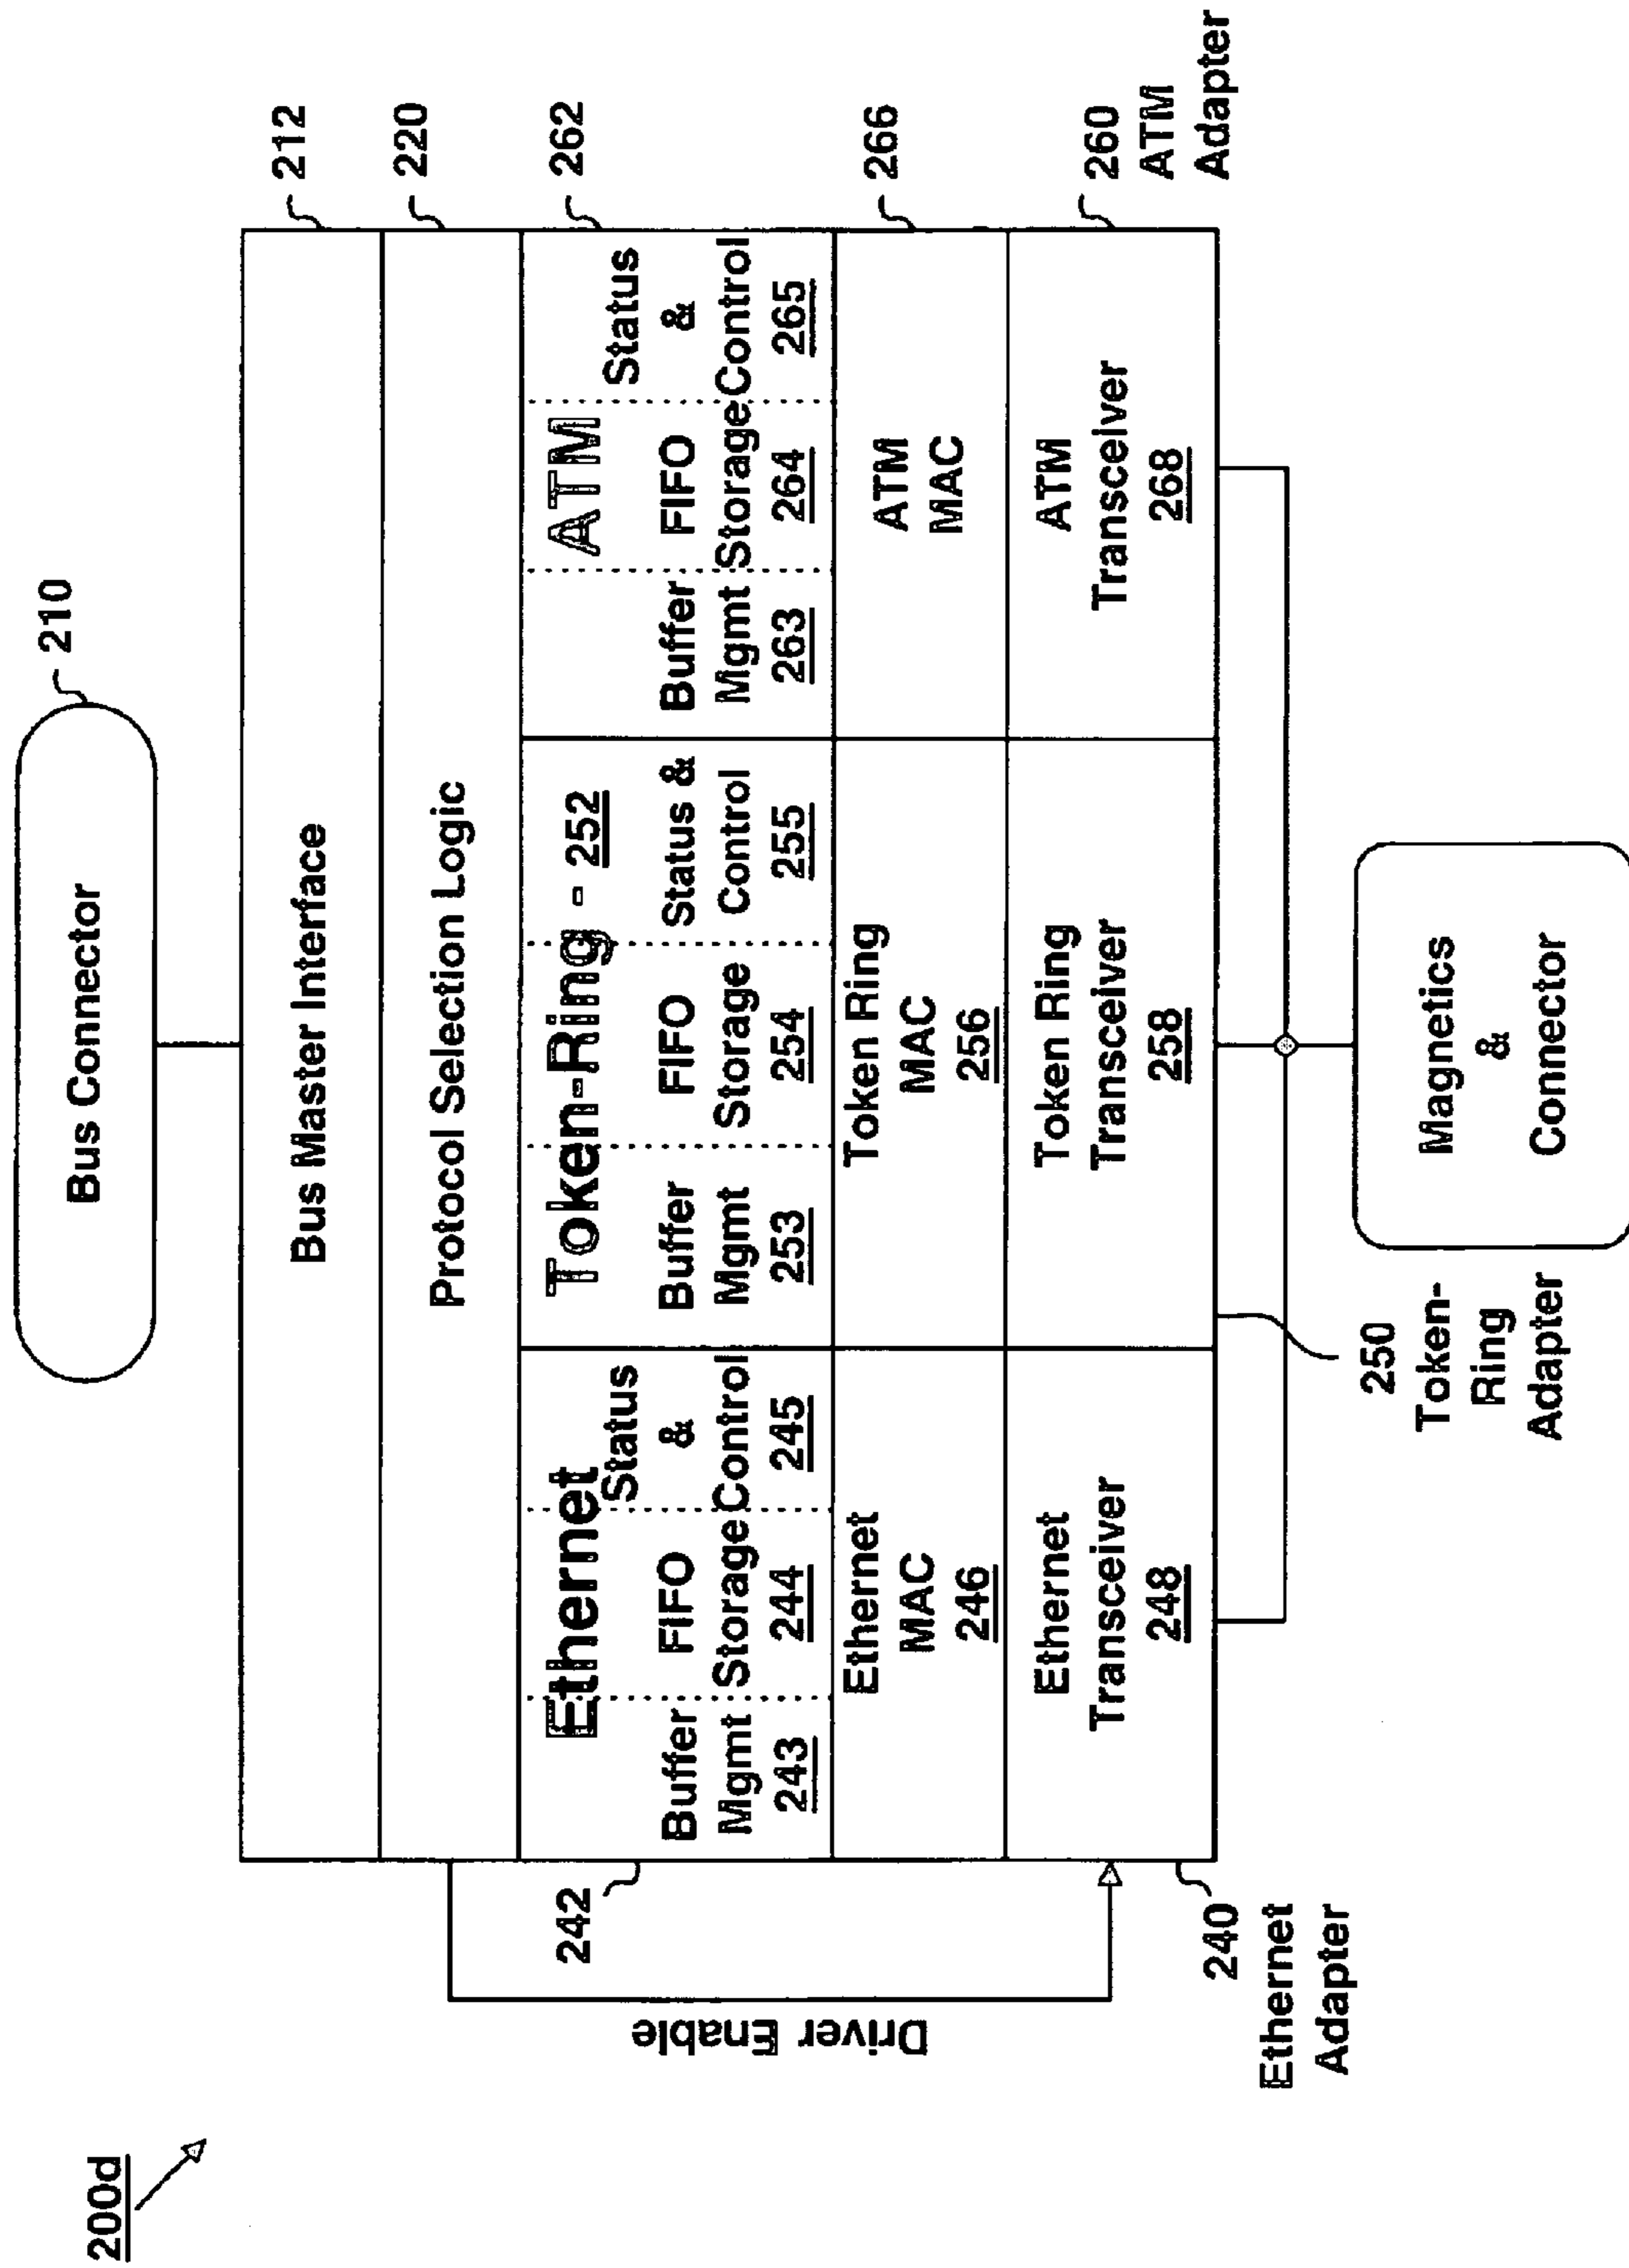 200d
Bus Connector
210
Bus Master Interface
212
Protocol Selection Logic
220
Driver Enable
242
Ethernet
Buffer
Mgmt
243
FIFO
Storage
244
Status
&
Control
245
Token-Ring - 252
Buffer
Mgmt
253
FIFO
Storage
254
Status &
Control
255
ATM
Buffer
Mgmt
263
FIFO
Storage
264
Status
&
Control
265
262
Ethernet
MAC
246
Token Ring
MAC
256
ATM
MAC
266
Ethernet
Transceiver
248
Token Ring
Transceiver
258
ATM
Transceiver
268
240
Ethernet
Adapter
250
Token-
Ring
Adapter
260
ATM
Adapter
Magnetics
&
Connector